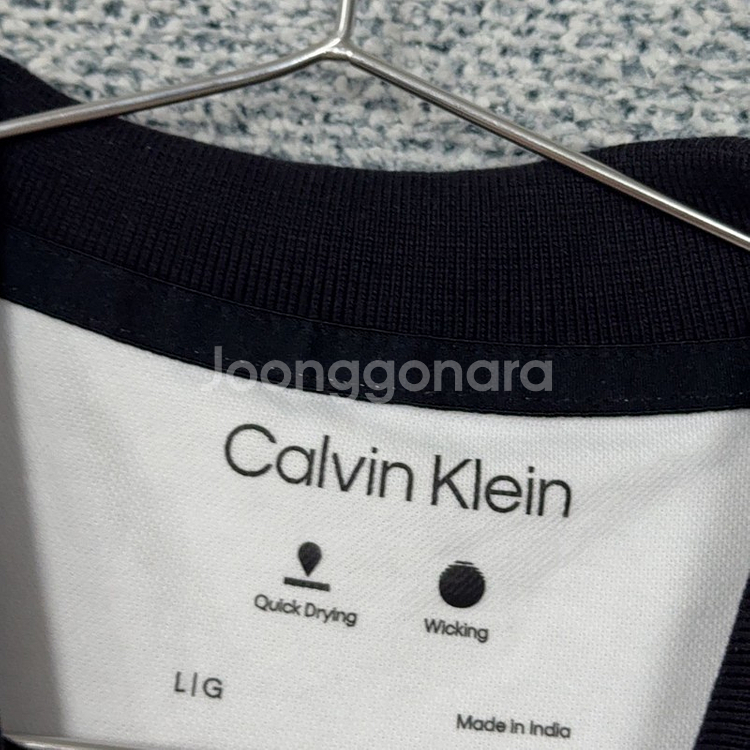 Joonggonara
Calvin Klein
Quick Drying
Wicking
L|G
Made in India